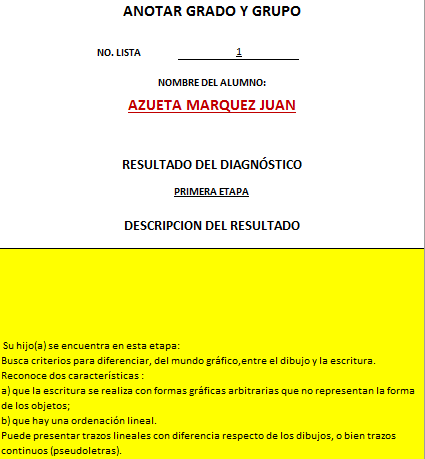 ANOTAR GRADO Y GRUPO
NO. LISTA 1
NOMBRE DEL ALUMNO:
AZUETA MARQUEZ JUAN
RESULTADO DEL DIAGNÓSTICO
PRIMERA ETAPA
DESCRIPCION DEL RESULTADO
Su hijo(a) se encuentra en esta etapa:
Busca criterios para diferenciar, del mundo gráfico,entre el dibujo y la escritura.
Reconoce dos características :
a) que la escritura se realiza con formas gráficas arbitrarias que no representan la forma
de los objetos;
b) que hay una ordenación lineal.
Puede presentar trazos lineales con diferencia respecto de los dibujos, o bien trazos
continuos (pseudoletras).